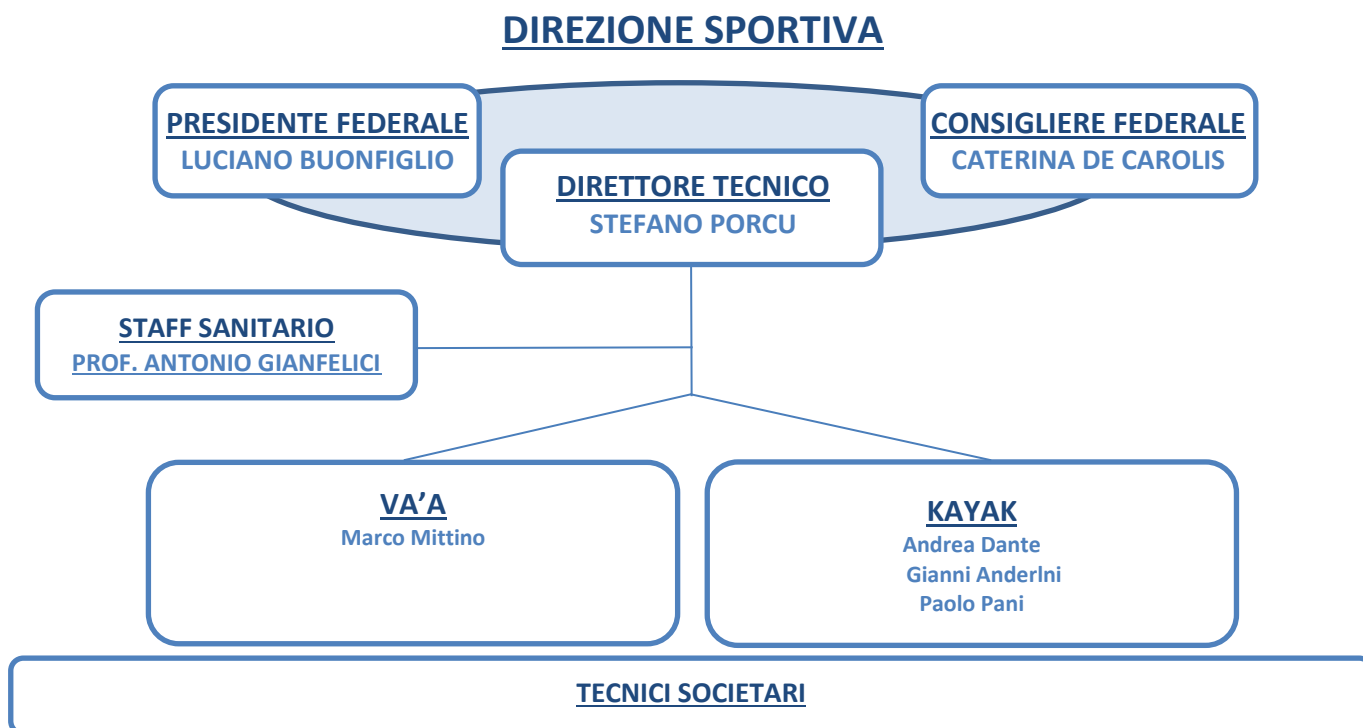 DIREZIONE SPORTIVA
PRESIDENTE FEDERALE
LUCIANO BUONFIGLIO
CONSIGLIERE FEDERALE
CATERINA DE CAROLIS
DIRETTORE TECNICO
STEFANO PORCU
STAFF SANITARIO
PROF. ANTONIO GIANFELICI
VA’A
Marco Mittino
KAYAK
Andrea Dante
Gianni Anderlni
Paolo Pani
TECNICI SOCIETARI